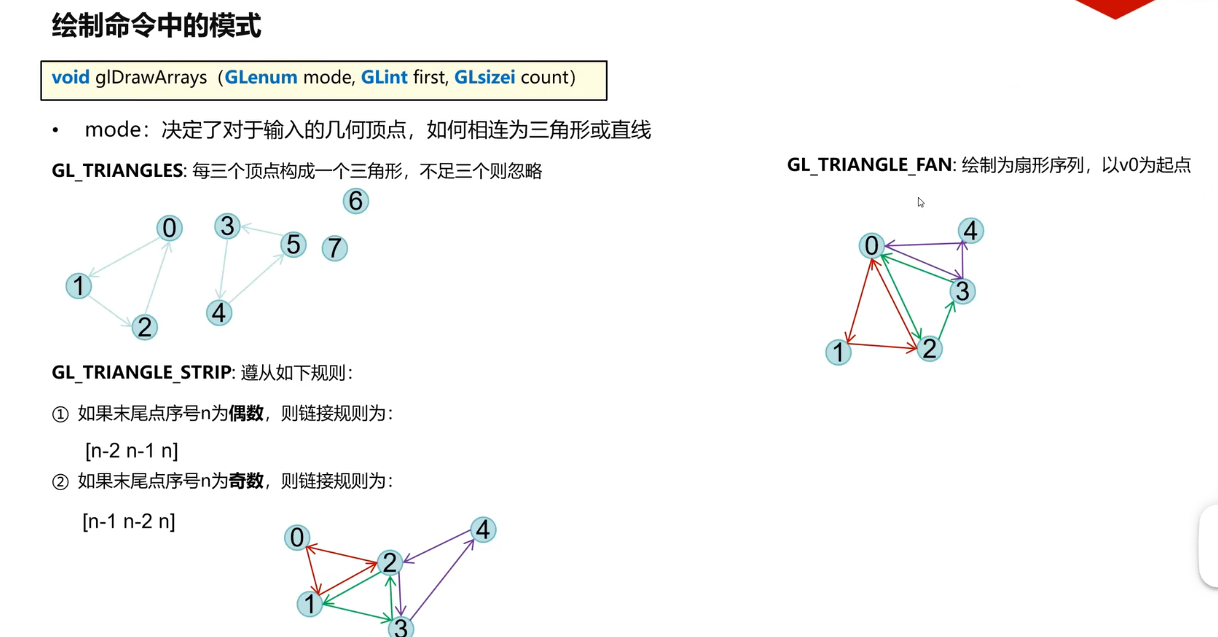 绘制命令中的模式
void glDrawArrays（GLenum mode, GLint first, GLsizei count）
• mode：决定了对于输入的几何顶点，如何相连为三角形或直线
GL_TRIANGLES: 每三个顶点构成一个三角形，不足三个则忽略
0
3
6
5
7
1
4
2
GL_TRIANGLE_STRIP: 遵从如下规则：
① 如果末尾点序号n为偶数，则链接规则为：
[n-2 n-1 n]
② 如果末尾点序号n为奇数，则链接规则为：
[n-1 n-2 n]
0
4
2
1
3
GL_TRIANGLE_FAN: 绘制为扇形序列，以v0为起点
4
0
3
1
2